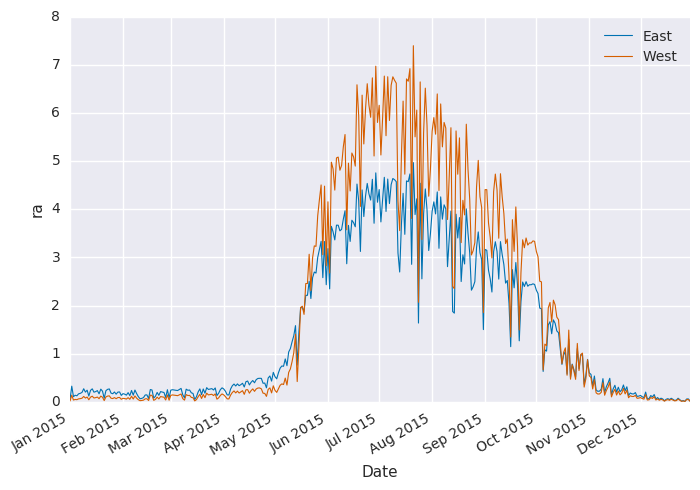 8
7
6
5
4
3
2
1
0
ra
East
West
Jan 2015
Feb 2015
Mar 2015
Apr 2015
May 2015
Jun 2015
Jul 2015
Aug 2015
Sep 2015
Oct 2015
Nov 2015
Dec 2015
Date